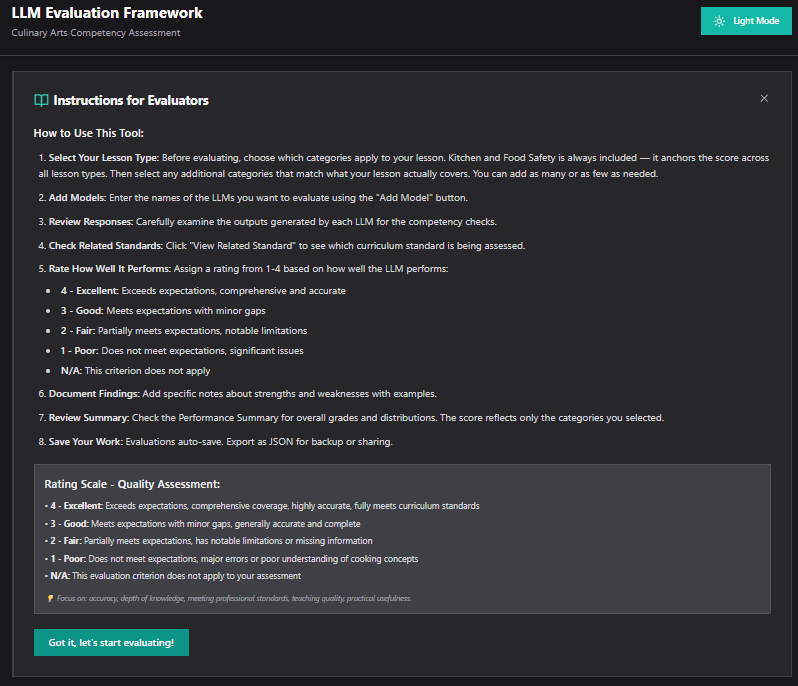 LLM Evaluation Framework
Culinary Arts Competency Assessment
Light Mode
Instructions for Evaluators
How to Use This Tool:
1. Select Your Lesson Type: Before evaluating, choose which categories apply to your lesson. Kitchen and Food Safety is always included — it anchors the score across
all lesson types. Then select any additional categories that match what your lesson actually covers. You can add as many or as few as needed.
2. Add Models: Enter the names of the LLMs you want to evaluate using the "Add Model" button.
3. Review Responses: Carefully examine the outputs generated by each LLM for the competency checks.
4. Check Related Standards: Click "View Related Standard" to see which curriculum standard is being assessed.
5. Rate How Well It Performs: Assign a rating from 1-4 based on how well the LLM performs:
• 4 - Excellent: Exceeds expectations, comprehensive and accurate
• 3 - Good: Meets expectations with minor gaps
• 2 - Fair: Partially meets expectations, notable limitations
• 1 - Poor: Does not meet expectations, significant issues
• N/A: This criterion does not apply
6. Document Findings: Add specific notes about strengths and weaknesses with examples.
7. Review Summary: Check the Performance Summary for overall grades and distributions. The score reflects only the categories you selected.
8. Save Your Work: Evaluations auto-save. Export as JSON for backup or sharing.
Rating Scale - Quality Assessment:
• 4 - Excellent: Exceeds expectations, comprehensive coverage, highly accurate, fully meets curriculum standards
• 3 - Good: Meets expectations with minor gaps, generally accurate and complete
• 2 - Fair: Partially meets expectations, has notable limitations or missing information
• 1 - Poor: Does not meet expectations, major errors or poor understanding of cooking concepts
• N/A: This evaluation criterion does not apply to your assessment
💡 Focus on: accuracy, depth of knowledge, meeting professional standards, teaching quality, practical usefulness.
Got it, let's start evaluating!